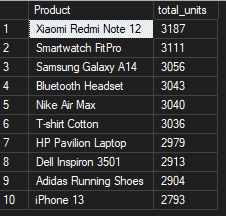 Product total_units
1 Xiaomi Redmi Note 12 3187
2 Smartwatch FitPro 3111
3 Samsung Galaxy A14 3056
4 Bluetooth Headset 3043
5 Nike Air Max 3040
6 T-shirt Cotton 3036
7 HP Pavilion Laptop 2979
8 Dell Inspiron 3501 2913
9 Adidas Running Shoes 2904
10 iPhone 13 2793